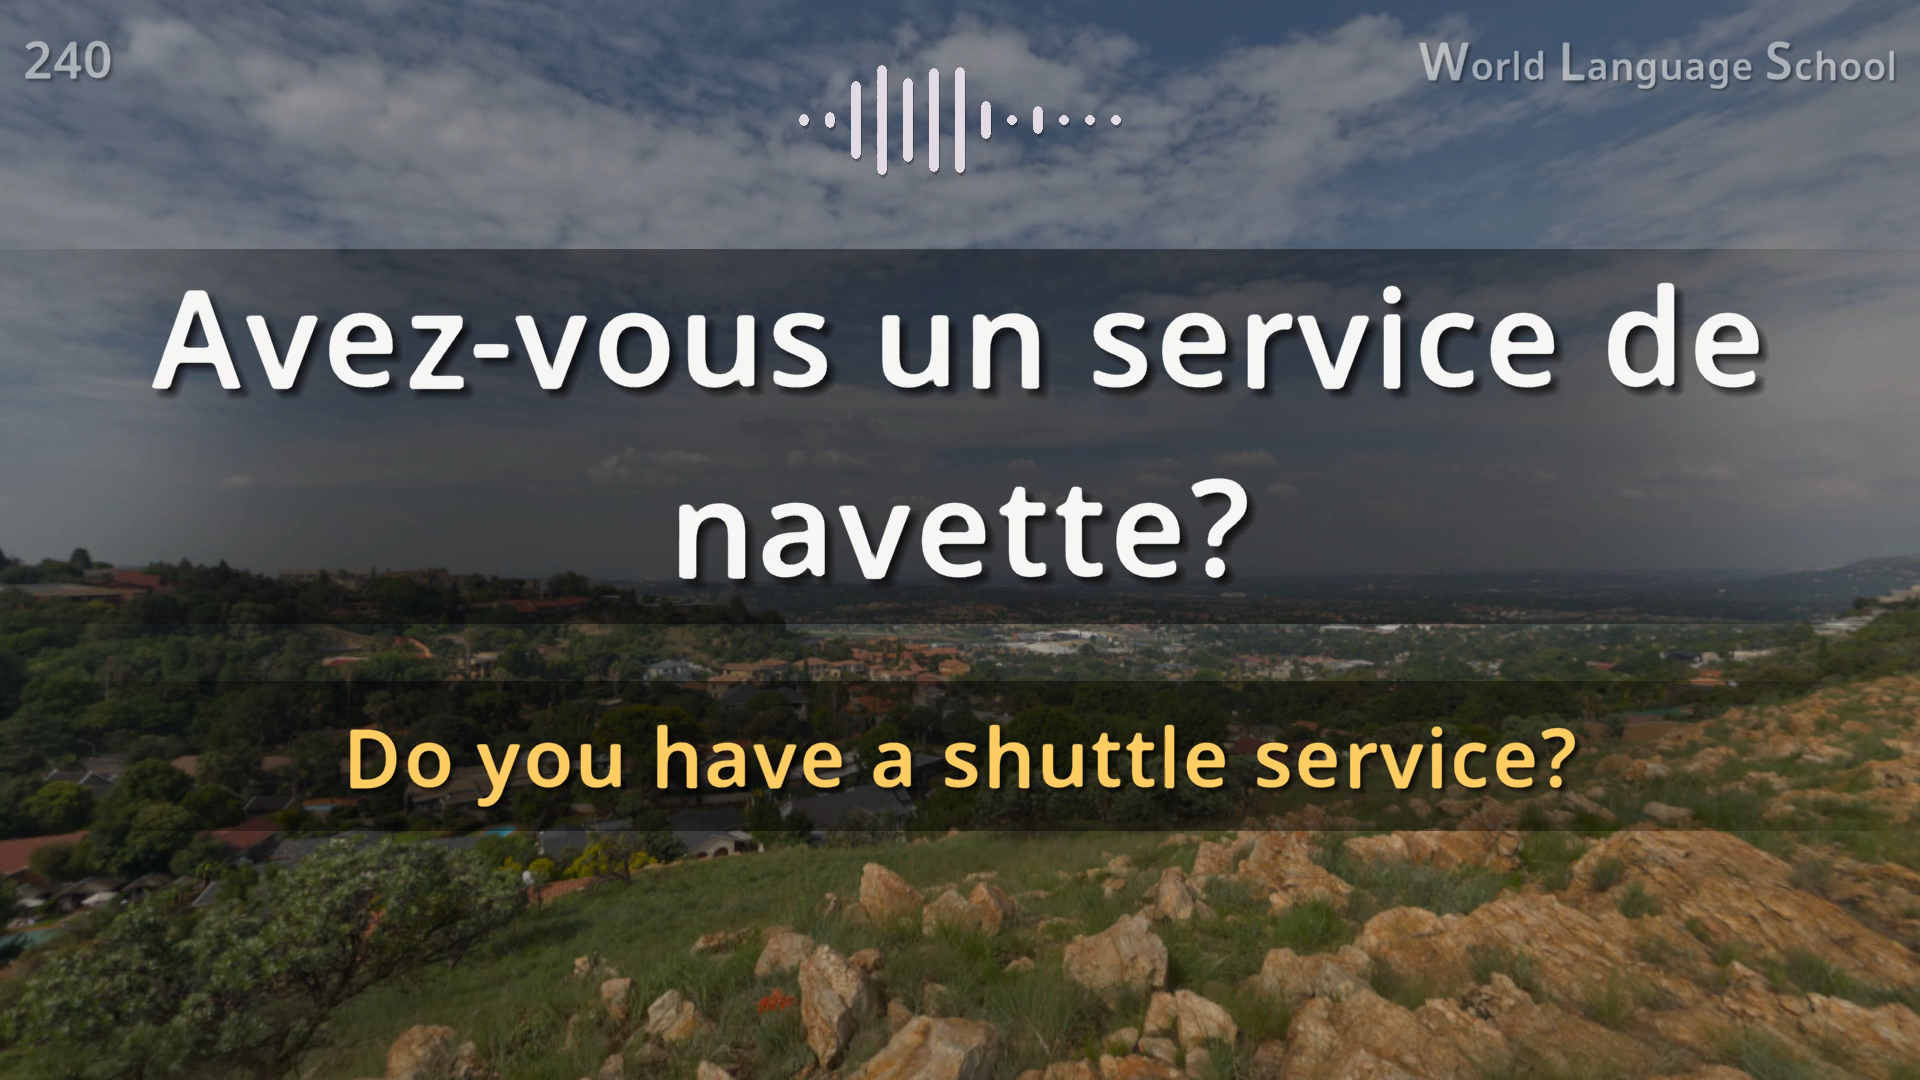 240
World Language School
Avez-vous un service de
navette?
Do you have a shuttle service?